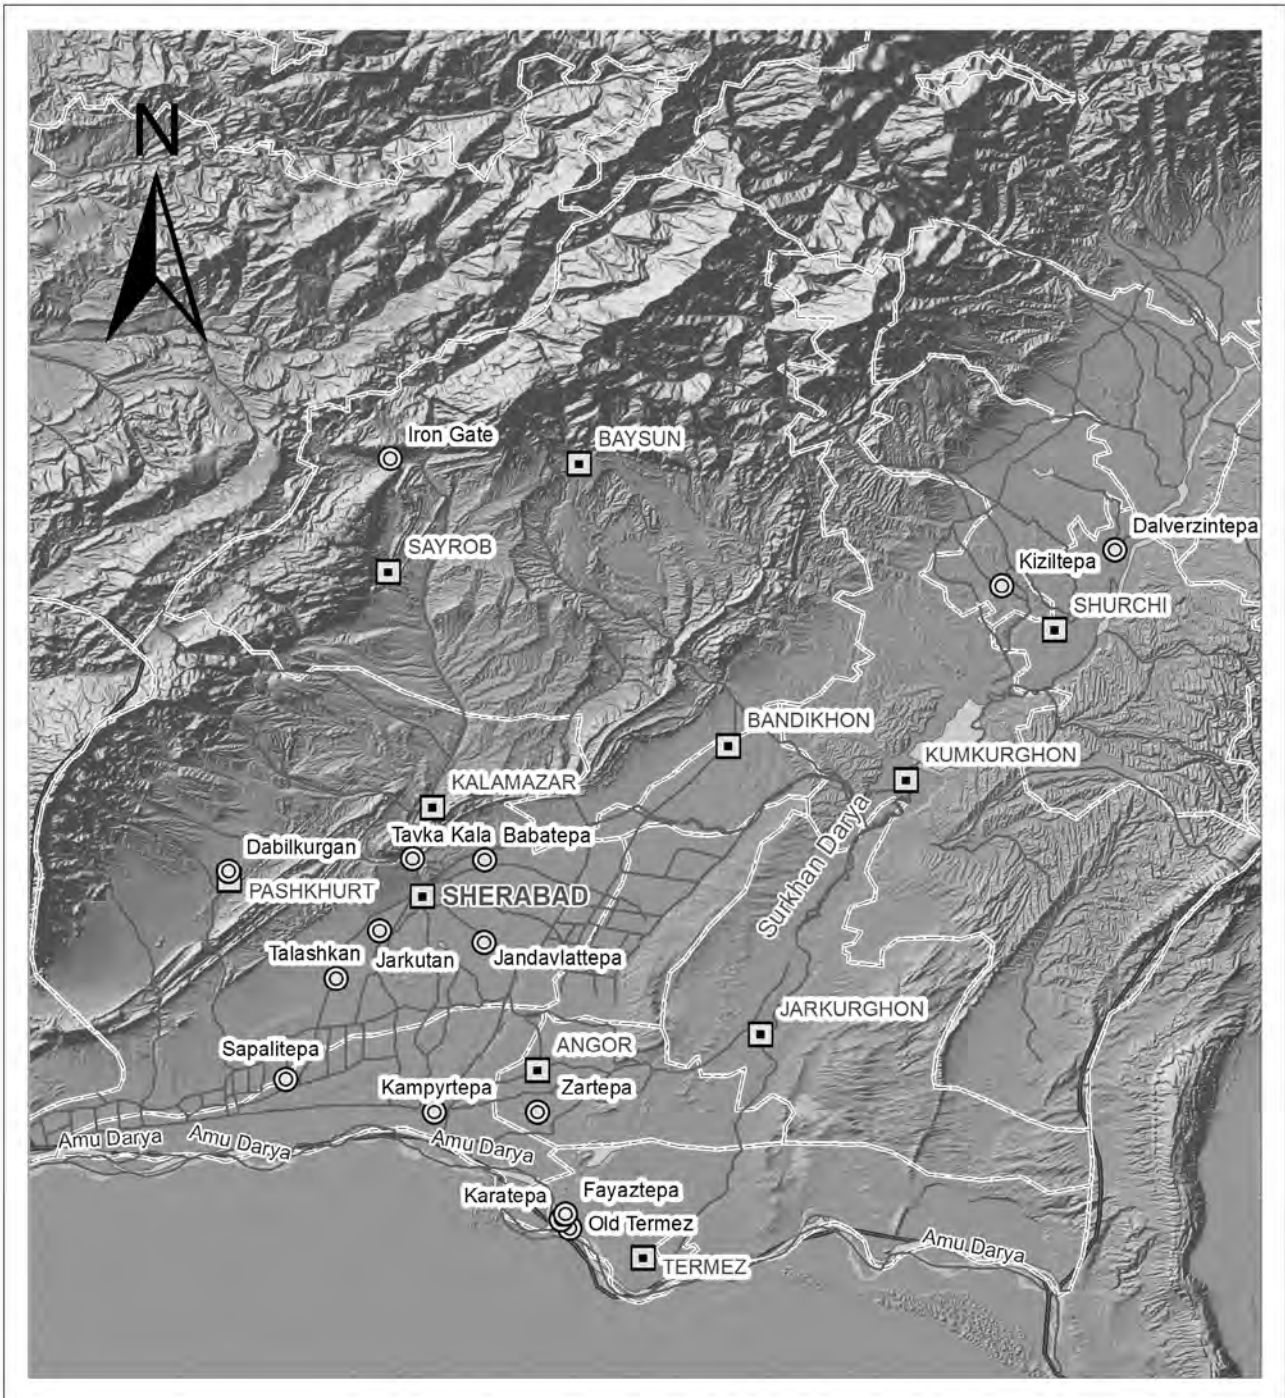 N
Iron Gate
BAYSUN
Dalverzintepa
SAYROB
Kiziltepa
SHURCHI
BANDIKHON
KUMKURGHON
KALAMAZAR
Tavka Kala
Babatepa
Dabilkurgan
PASHKHURT
SHERABAD
Surkhan Darya
Talashkan
Jarkutan
Jandavlattepa
JARKURGHON
Sapalitepa
ANGOR
Kampyrtepa
Zartepa
Amu Darya
Amu Darya
Amu Darya
Karatepa
Fayaztepa
Old Termez
Amu Darya
TERMEZ